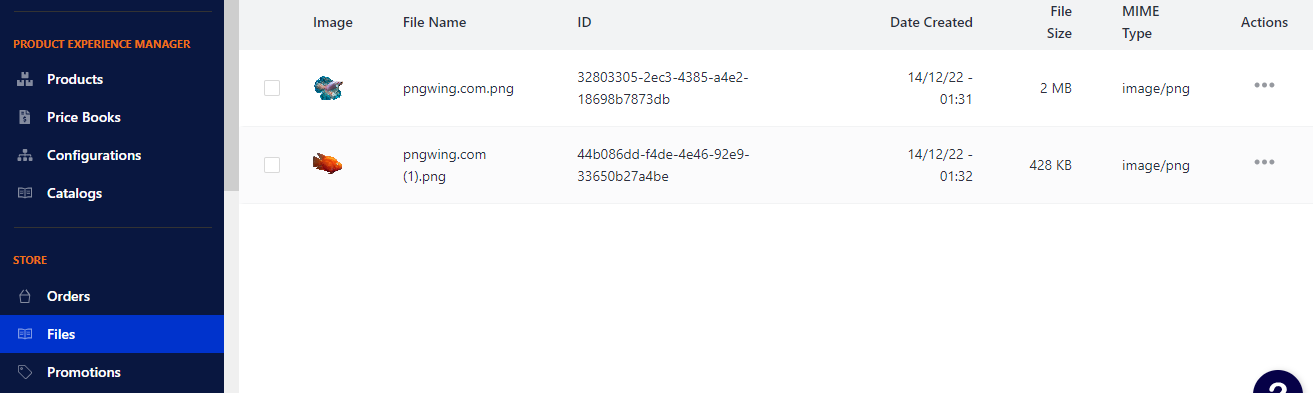 PRODUCT EXPERIENCE MANAGER
Products
Price Books
Configurations
Catalogs
STORE
Orders
Files
Promotions
Image File Name ID Date Created File Size MIME Type Actions
pngwing.com.png 32803305-2ec3-4385-a4e2-18698b7873db 14/12/22 - 01:31 2 MB image/png
pngwing.com (1).png 44b086dd-f4de-4e46-92e9-33650b27a4be 14/12/22 - 01:32 428 KB image/png
?